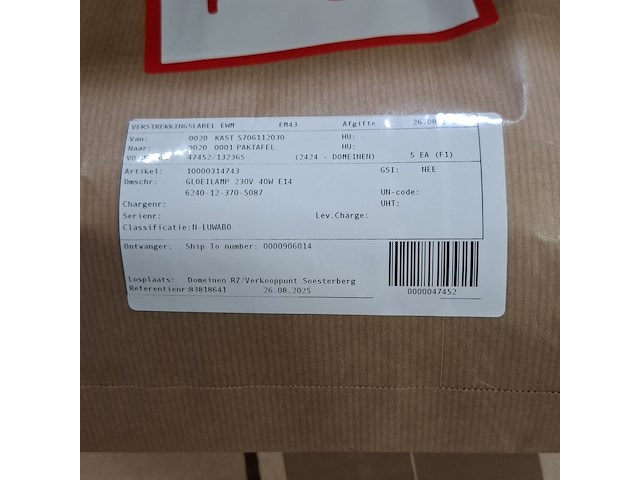 VERSTREKKINGSLABEL EWM EM43 Afgifte 26.08
Van: 0020 KAST 5706112030 HU:
Naar: 0020 0001 PAKTAFEL HU:
47452/132365 (2424 - DOMEINEN) 5 EA (F1)
Artikel: 10000314743 GSI: NEE
Omschr: GLOEILAMP 230V 40W E14
6240-12-370-5087 UN-code:
Chargenr: UHT:
Serienr: Lev.Charge:
Classificatie:N-LUWABO
Ontvanger: Ship To number: 0000906014
Losplaats: Domeinen RZ/Verkooppunt Soesterberg
Referentienr:83818641 26.08.2025
0000047452